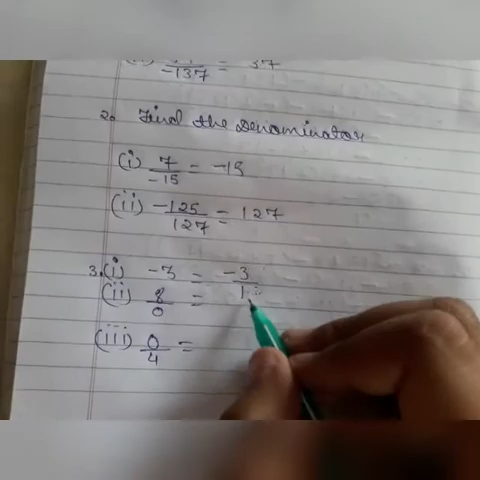 -137 = 37
2. Find the Denominator
(i) 7/-15 = -15
(ii) -125/127 = 127
3. (i) -3 = -3/1
(ii) 8/0 =
(iii) 0/4 =